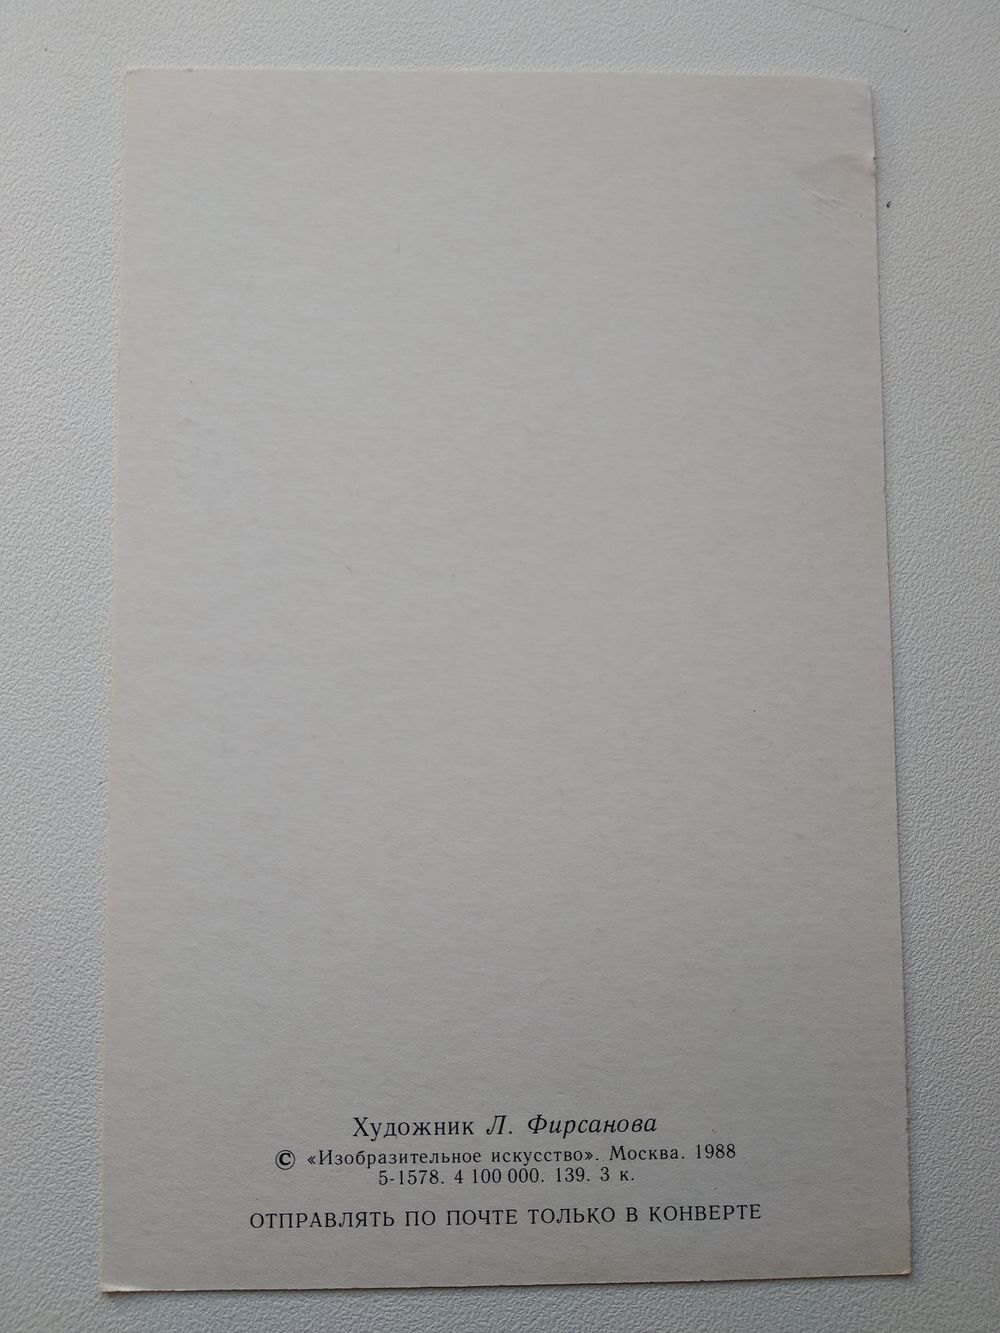 Художник Л. Фирсанова
© «Изобразительное искусство». Москва. 1988
5-1578. 4 100 000. 139. 3 к.
ОТПРАВЛЯТЬ ПО ПОЧТЕ ТОЛЬКО В КОНВЕРТЕ